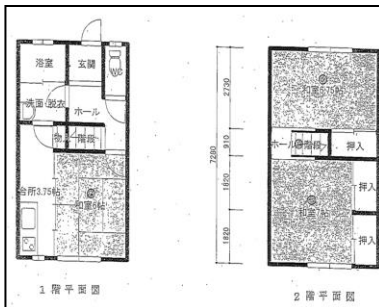 浴室
玄関
洗面・脱衣
ホール
階段
台所3.75帖
和室6帖
1階平面図
7280
2730
910
1820
1820
和室5.75帖
ホール
階段
押入
押入
和室
押入
2階平面図